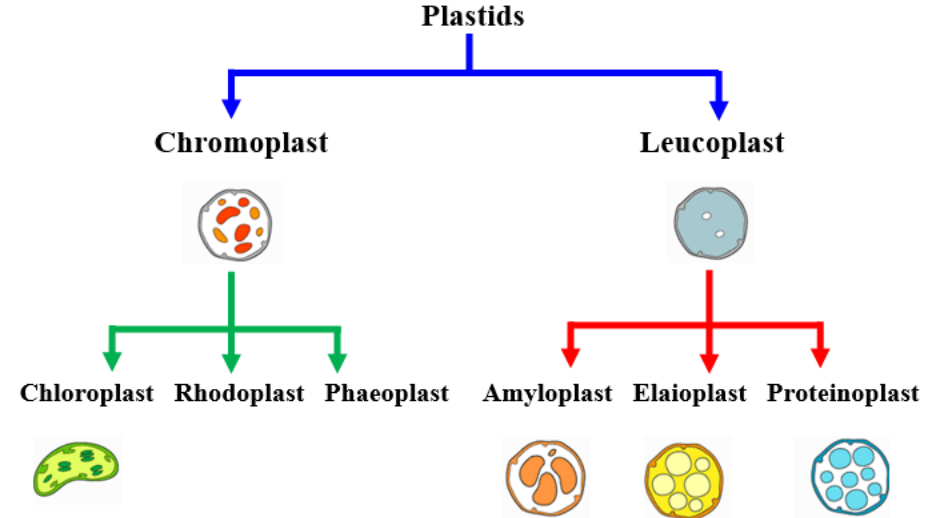 Plastids
Chromoplast Leucoplast
Chloroplast Rhodoplast Phaeoplast Amyloplast Elaioplast Proteinoplast